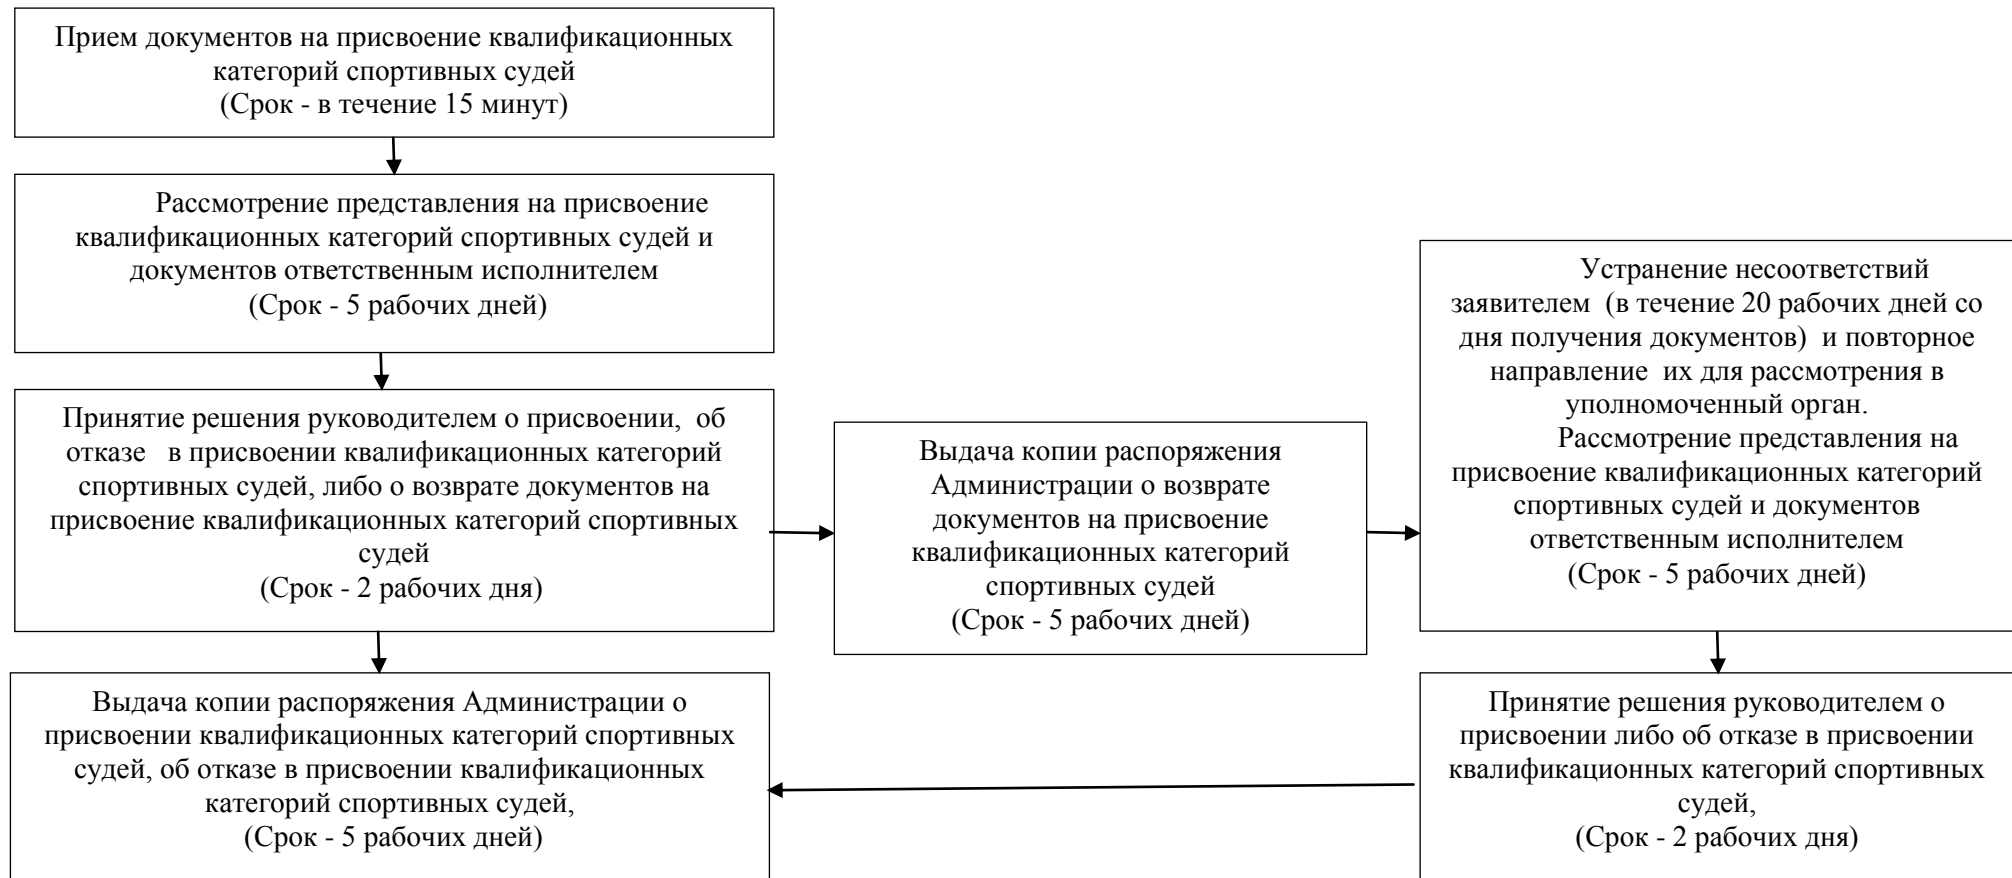 Прием документов на присвоение квалификационных
категорий спортивных судей
(Срок - в течение 15 минут)
Рассмотрение представления на присвоение
квалификационных категорий спортивных судей и
документов ответственным исполнителем
(Срок - 5 рабочих дней)
Принятие решения руководителем о присвоении, об
отказе в присвоении квалификационных категорий
спортивных судей, либо о возврате документов на
присвоение квалификационных категорий спортивных
судей
(Срок - 2 рабочих дня)
Выдача копии распоряжения
Администрации о возврате
документов на присвоение
квалификационных категорий
спортивных судей
(Срок - 5 рабочих дней)
Устранение несоответствий
заявителем (в течение 20 рабочих дней со
дня получения документов) и повторное
направление их для рассмотрения в
уполномоченный орган.
Рассмотрение представления на
присвоение квалификационных категорий
спортивных судей и документов
ответственным исполнителем
(Срок - 5 рабочих дней)
Выдача копии распоряжения Администрации о
присвоении квалификационных категорий спортивных
судей, об отказе в присвоении квалификационных
категорий спортивных судей,
(Срок - 5 рабочих дней)
Принятие решения руководителем о
присвоении либо об отказе в присвоении
квалификационных категорий спортивных
судей,
(Срок - 2 рабочих дня)